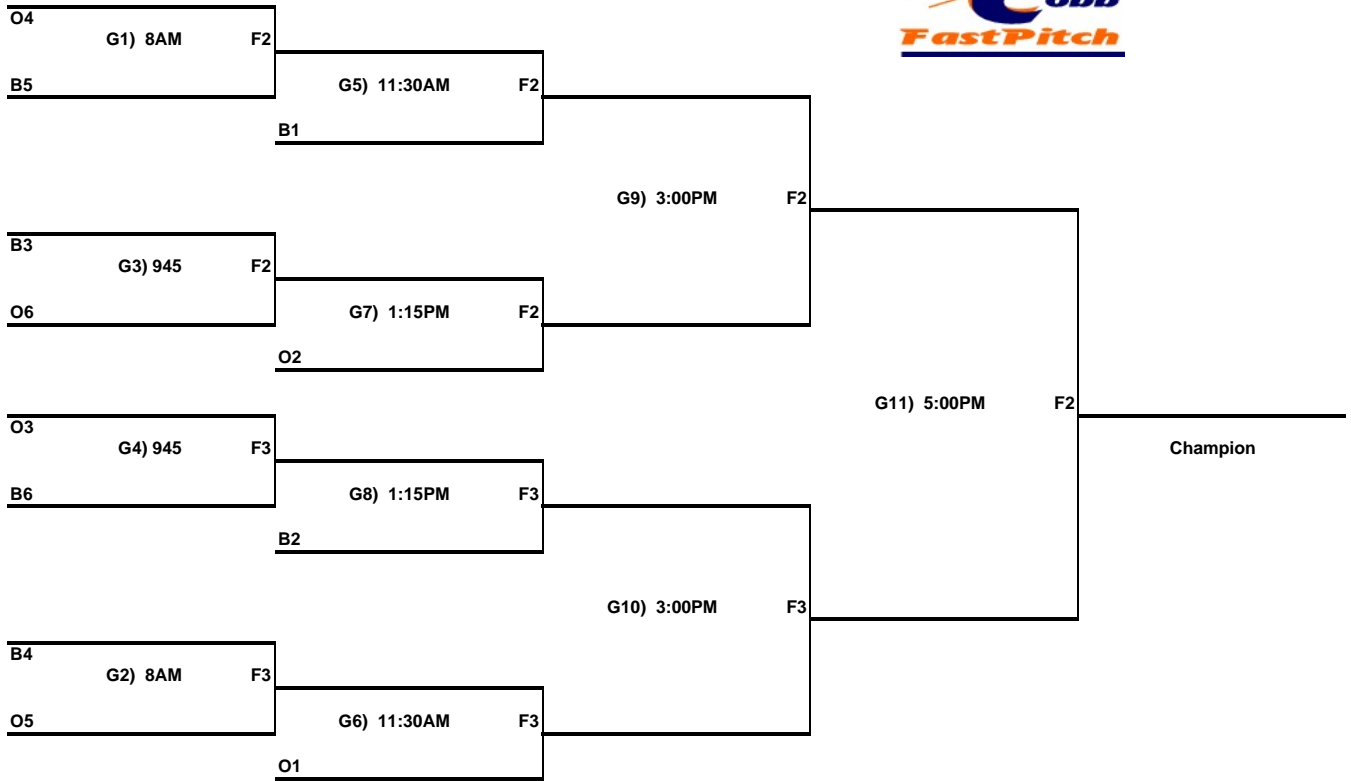 obb
FastPitch
O4
G1) 8AM F2
B5
G5) 11:30AM F2
B1
G9) 3:00PM F2
B3
G3) 945 F2
O6
G7) 1:15PM F2
O2
G11) 5:00PM F2
Champion
O3
G4) 945 F3
B6
G8) 1:15PM F3
B2
G10) 3:00PM F3
B4
G2) 8AM F3
O5
G6) 11:30AM F3
O1